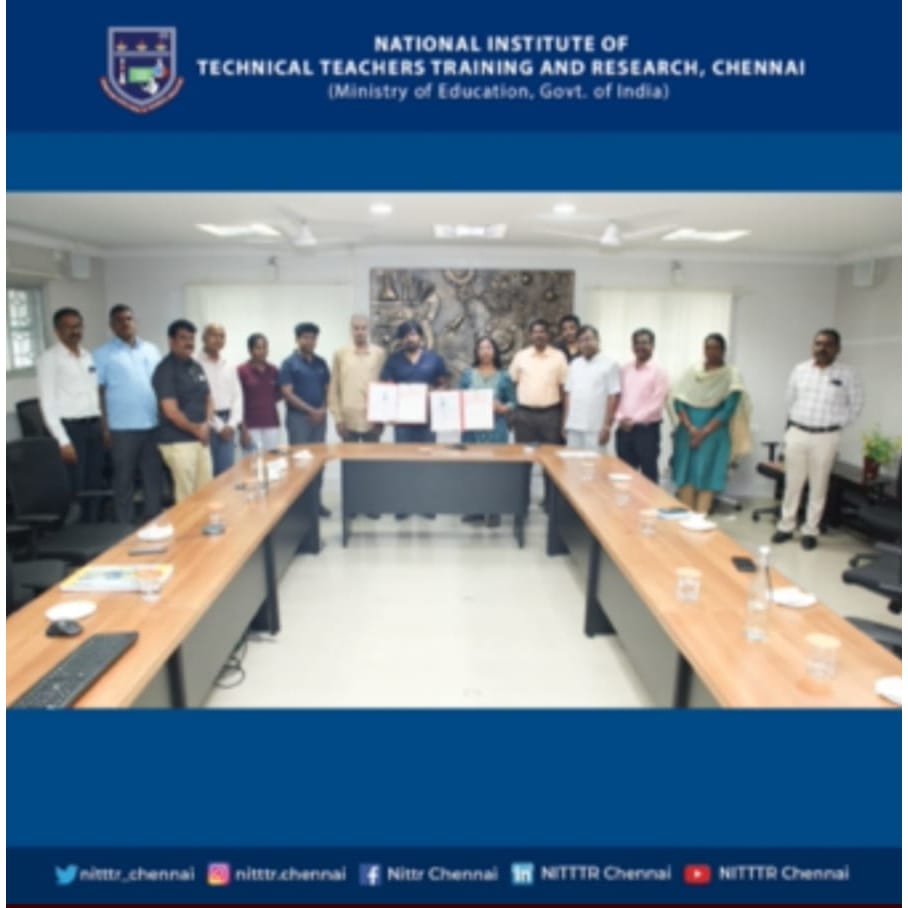 NATIONAL INSTITUTE OF
TECHNICAL TEACHERS TRAINING AND RESEARCH, CHENNAI
(Ministry of Education, Govt. of India)
nitttr_chennai nitttr.chennai Nittr Chennai NITTTR Chennai NITTTR Chennai